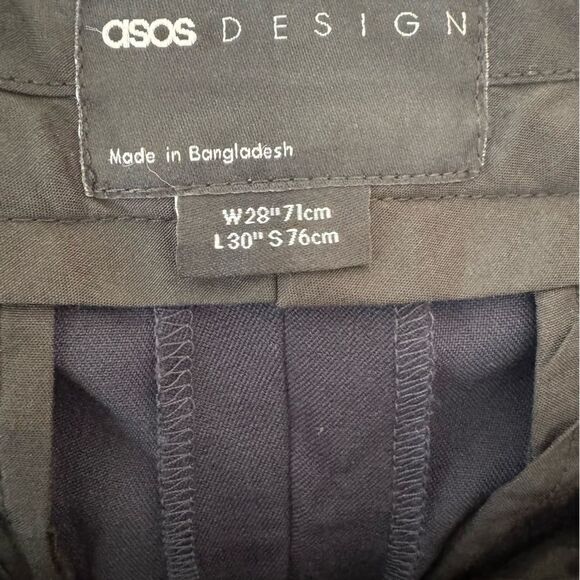 asos DESIGN
Made in Bangladesh
W28" 71cm
L30" S 76cm